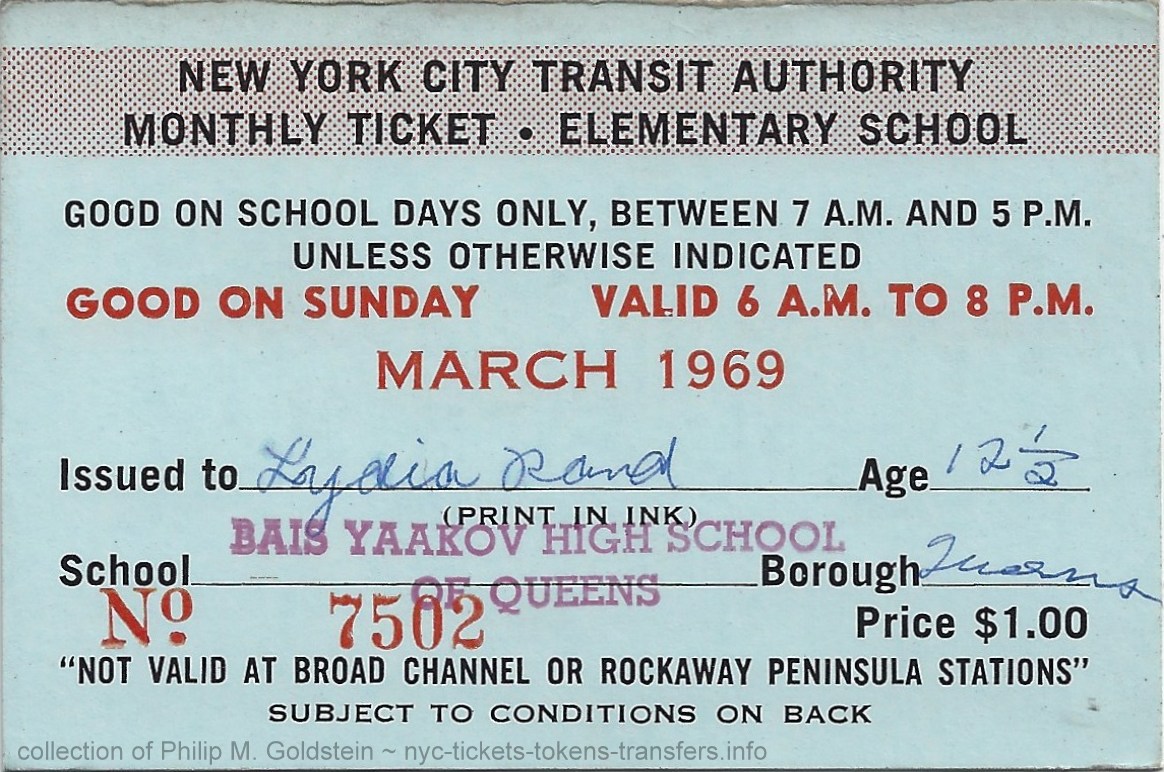 NEW YORK CITY TRANSIT AUTHORITY
MONTHLY TICKET • ELEMENTARY SCHOOL
GOOD ON SCHOOL DAYS ONLY, BETWEEN 7 A.M. AND 5 P.M.
UNLESS OTHERWISE INDICATED
GOOD ON SUNDAY VALID 6 A.M. TO 8 P.M.
MARCH 1969
Issued to Lydia Rand Age 12 1/2
(PRINT IN INK)
BAIS YAAKOV HIGH SCHOOL
School Borough Queens
OF QUEENS
Nº 7502 Price $1.00
"NOT VALID AT BROAD CHANNEL OR ROCKAWAY PENINSULA STATIONS"
SUBJECT TO CONDITIONS ON BACK
collection of Philip M. Goldstein ~ nyc-tickets-tokens-transfers.info